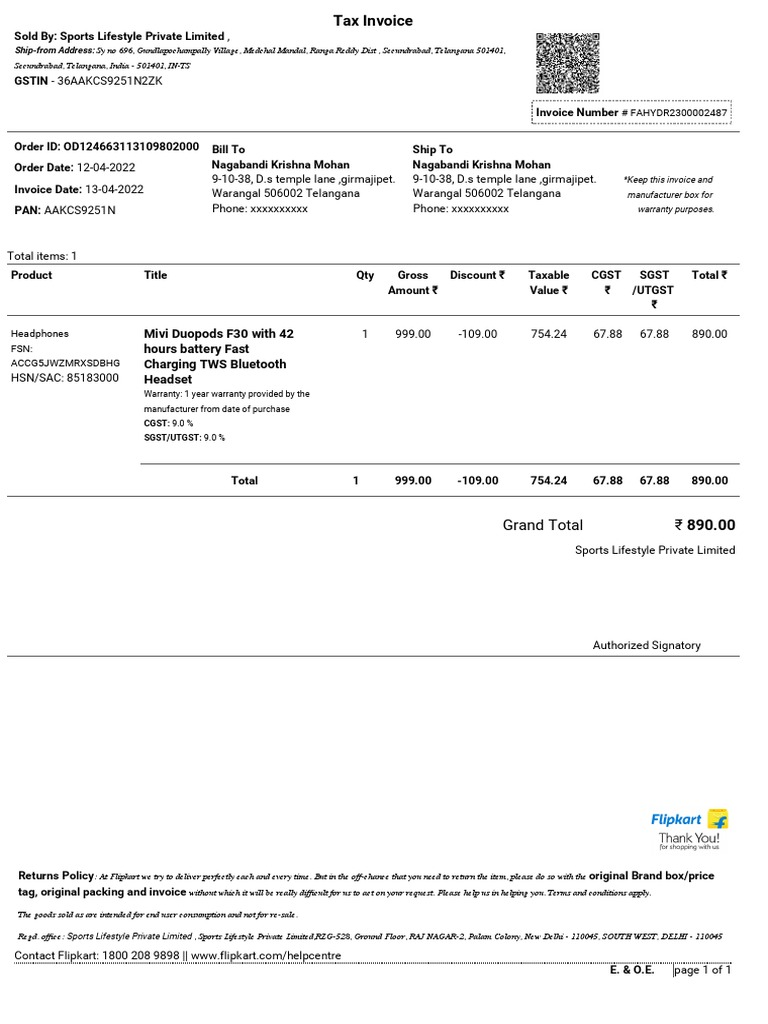 Tax Invoice
Sold By: Sports Lifestyle Private Limited ,
Ship-from Address: Sy no 696, Gundlapochampally Village, Medchal Mandal, Ranga Reddy Dist , Secundrabad, Telangana 501401,
Secundrabad, Telangana, India - 501401, IN-TS
GSTIN - 36AAKCS9251N2ZK
Invoice Number # FAHYDR2300002487
Order ID: OD124663113109802000
Order Date: 12-04-2022
Invoice Date: 13-04-2022
PAN: AAKCS9251N
Bill To
Nagabandi Krishna Mohan
9-10-38, D.s temple lane ,girmajipet.
Warangal 506002 Telangana
Phone: xxxxxxxxxx
Ship To
Nagabandi Krishna Mohan
9-10-38, D.s temple lane ,girmajipet.
Warangal 506002 Telangana
Phone: xxxxxxxxxx
*Keep this invoice and
manufacturer box for
warranty purposes.
Total items: 1
Product Title Qty Gross Amount ₹ Discount ₹ Taxable Value ₹ CGST ₹ SGST /UTGST ₹ Total ₹
Headphones
FSN:
ACCG5JWZMRXSDBHG
HSN/SAC: 85183000
Mivi Duopods F30 with 42
hours battery Fast
Charging TWS Bluetooth
Headset
Warranty: 1 year warranty provided by the
manufacturer from date of purchase
CGST: 9.0 %
SGST/UTGST: 9.0 %
1 999.00 -109.00 754.24 67.88 67.88 890.00
Total 1 999.00 -109.00 754.24 67.88 67.88 890.00
Grand Total ₹ 890.00
Sports Lifestyle Private Limited
Authorized Signatory
Flipkart
Thank You!
for shopping with us
Returns Policy: At Flipkart we try to deliver perfectly each and every time. But in the off-chance that you need to return the item, please do so with the original Brand box/price
tag, original packing and invoice without which it will be really difficult for us to act on your request. Please help us in helping you. Terms and conditions apply.
The goods sold as are intended for end user consumption and not for re-sale.
Regd. office : Sports Lifestyle Private Limited , Sports Lifestyle Private Limited,RZG-528, Ground Floor, RAJ NAGAR-2, Palam Colony, New Delhi - 110045, SOUTH WEST, DELHI - 110045
Contact Flipkart: 1800 208 9898 || www.flipkart.com/helpcentre
E. & O.E. page 1 of 1